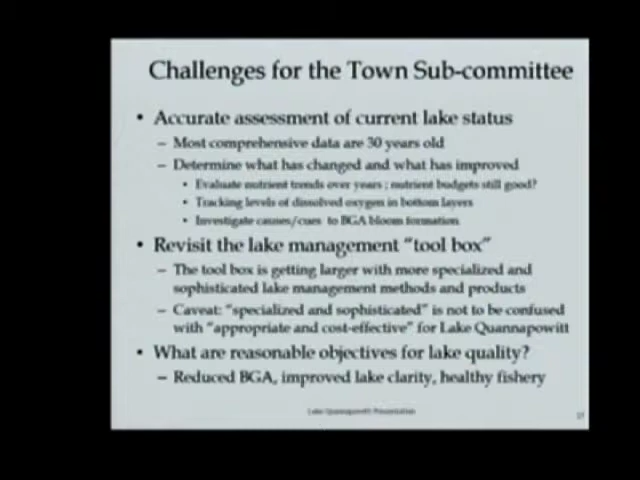 Challenges for the Town Sub-committee
• Accurate assessment of current lake status
– Most comprehensive data are 30 years old
– Determine what has changed and what has improved
• Evaluate nutrient trends over years ; nutrient budgets still good?
• Tracking levels of dissolved oxygen in bottom layers
• Investigate causes/cues to BGA bloom formation
• Revisit the lake management "tool box"
– The tool box is getting larger with more specialized and
sophisticated lake management methods and products
– Caveat: "specialized and sophisticated" is not to be confused
with "appropriate and cost-effective" for Lake Quannapowitt
• What are reasonable objectives for lake quality?
– Reduced BGA, improved lake clarity, healthy fishery
Lake Quannapowitt Presentation